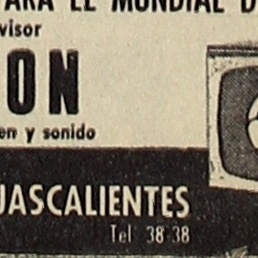 ARA EL MUNDIAL D
visor
ON
en y sonido
UASCALIENTES
Tel 38-38